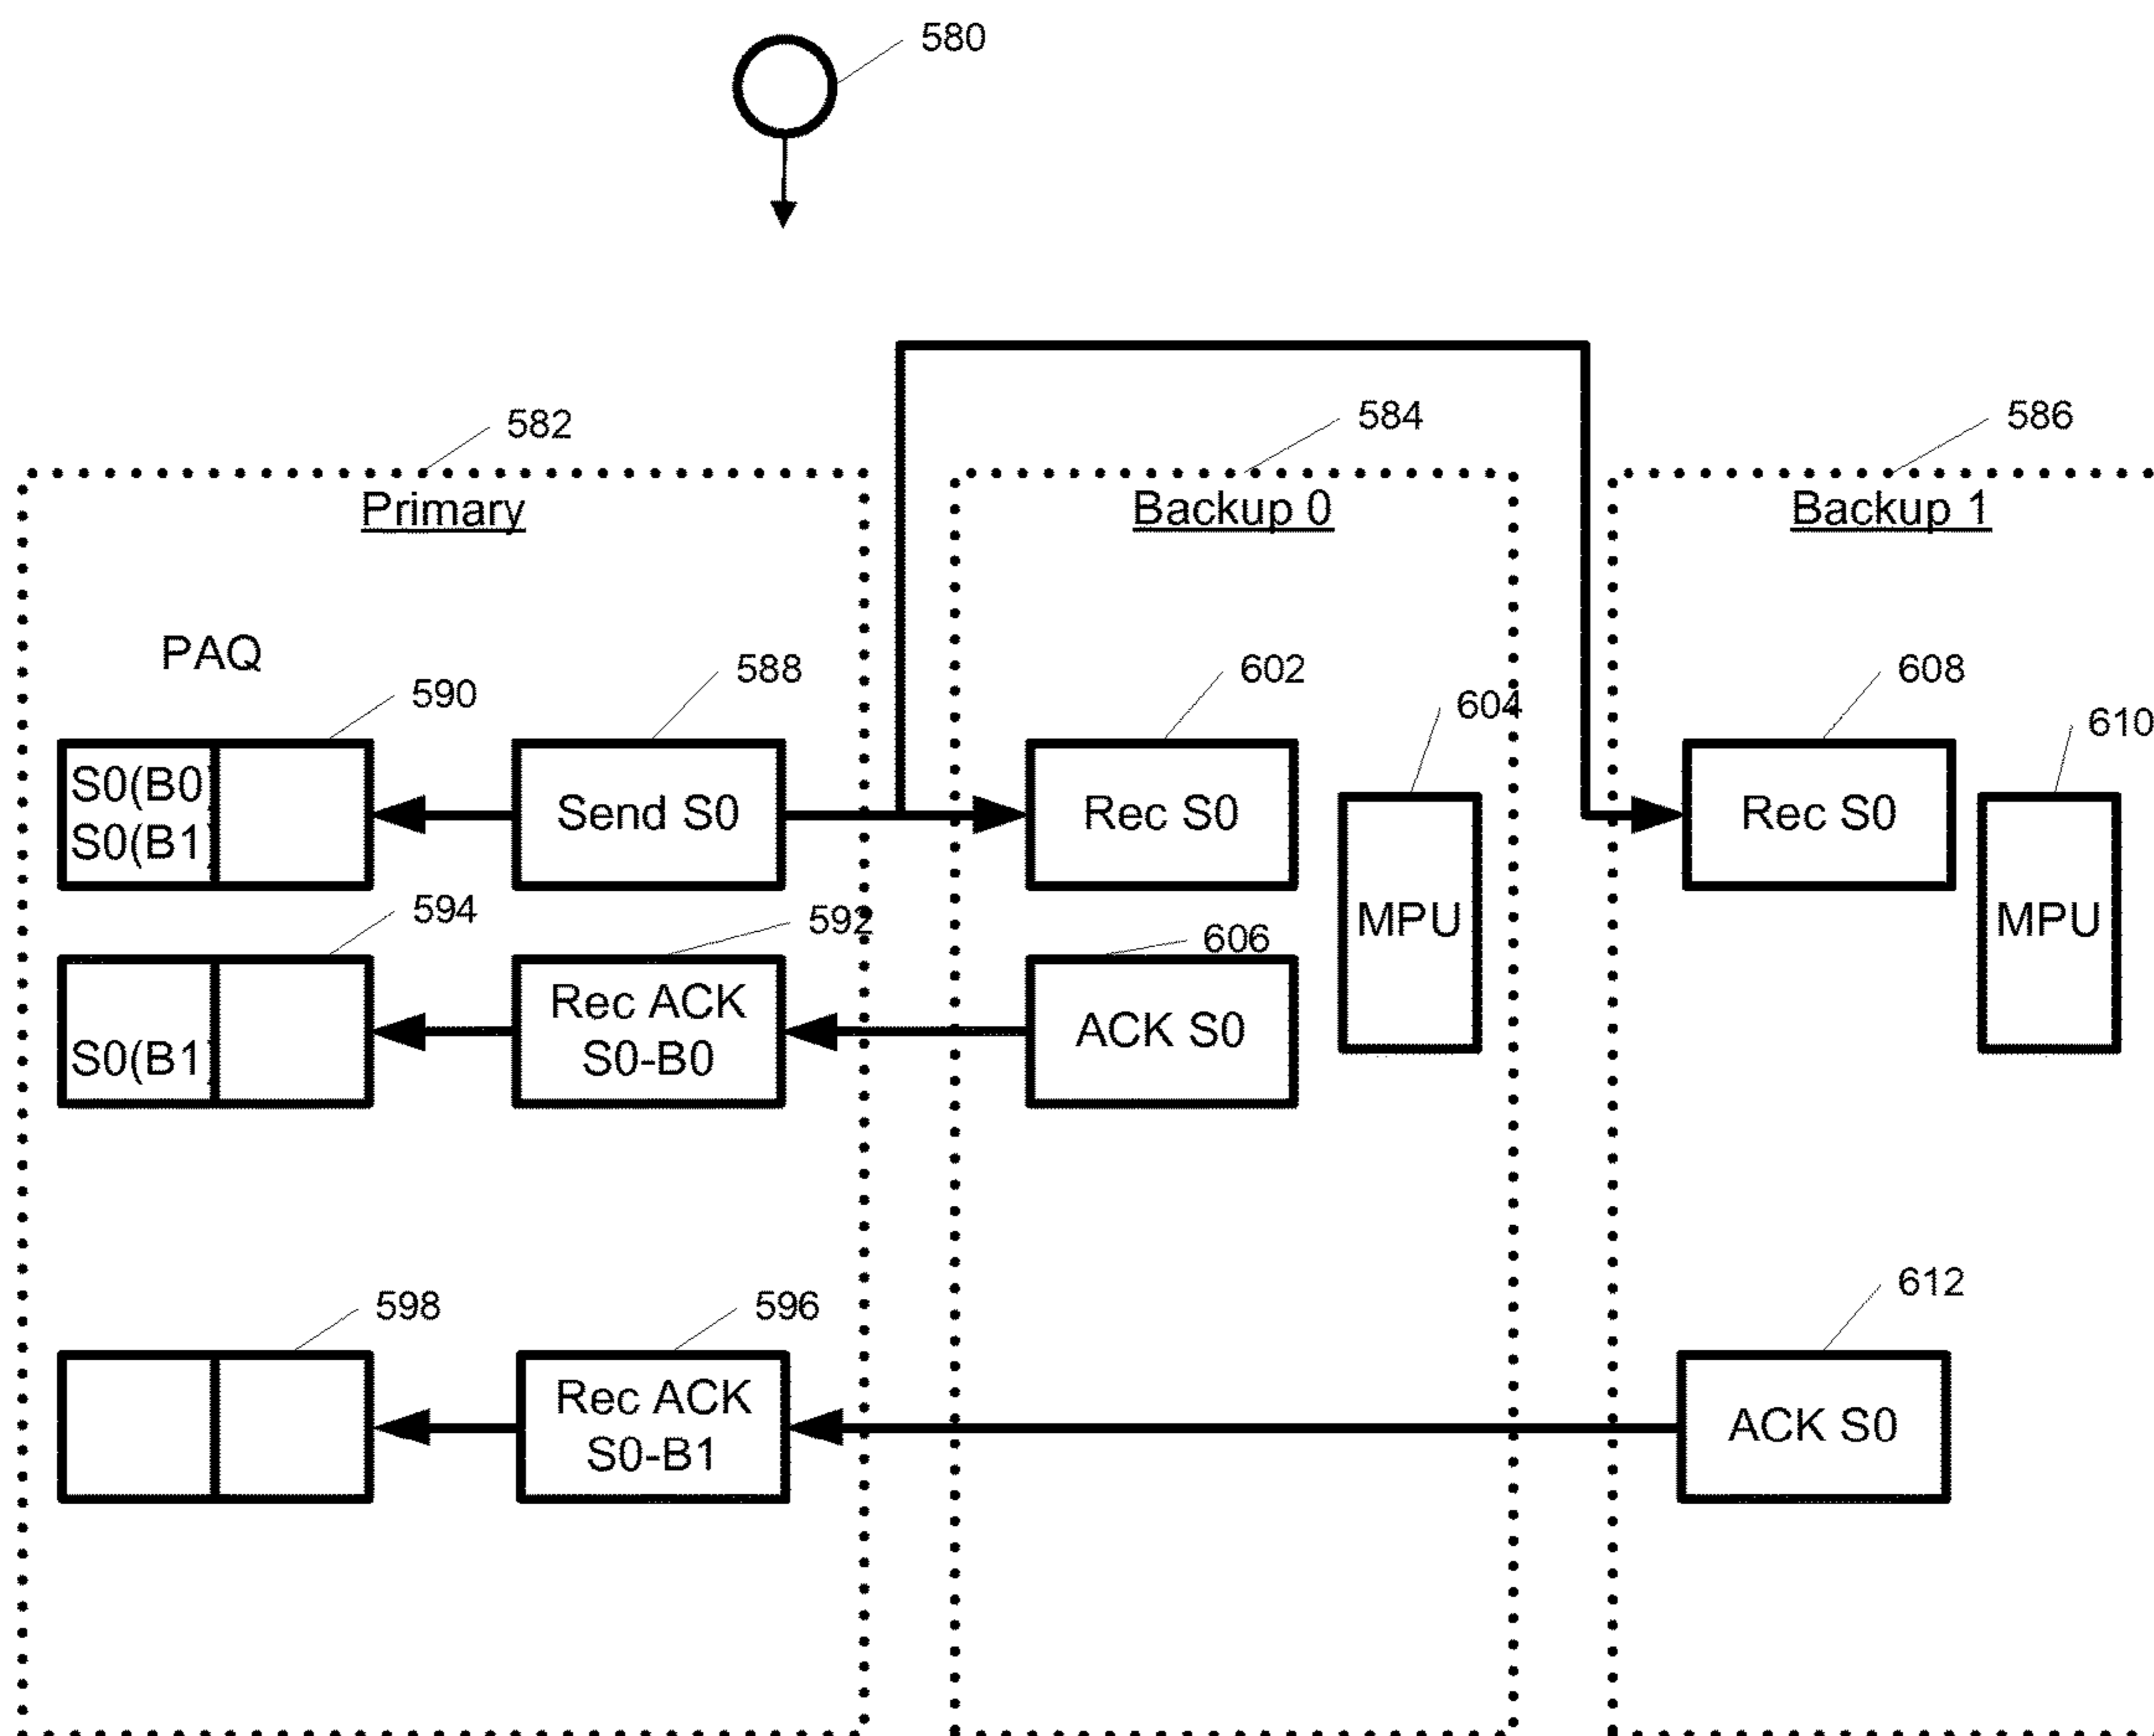 580
582
584
586
Primary
Backup 0
Backup 1
PAQ
590
588
602
604
608
610
S0(B0)
S0(B1)
Send S0
Rec S0
MPU
Rec S0
MPU
594
592
606
S0(B1)
Rec ACK
S0-B0
ACK S0
598
596
612
Rec ACK
S0-B1
ACK S0